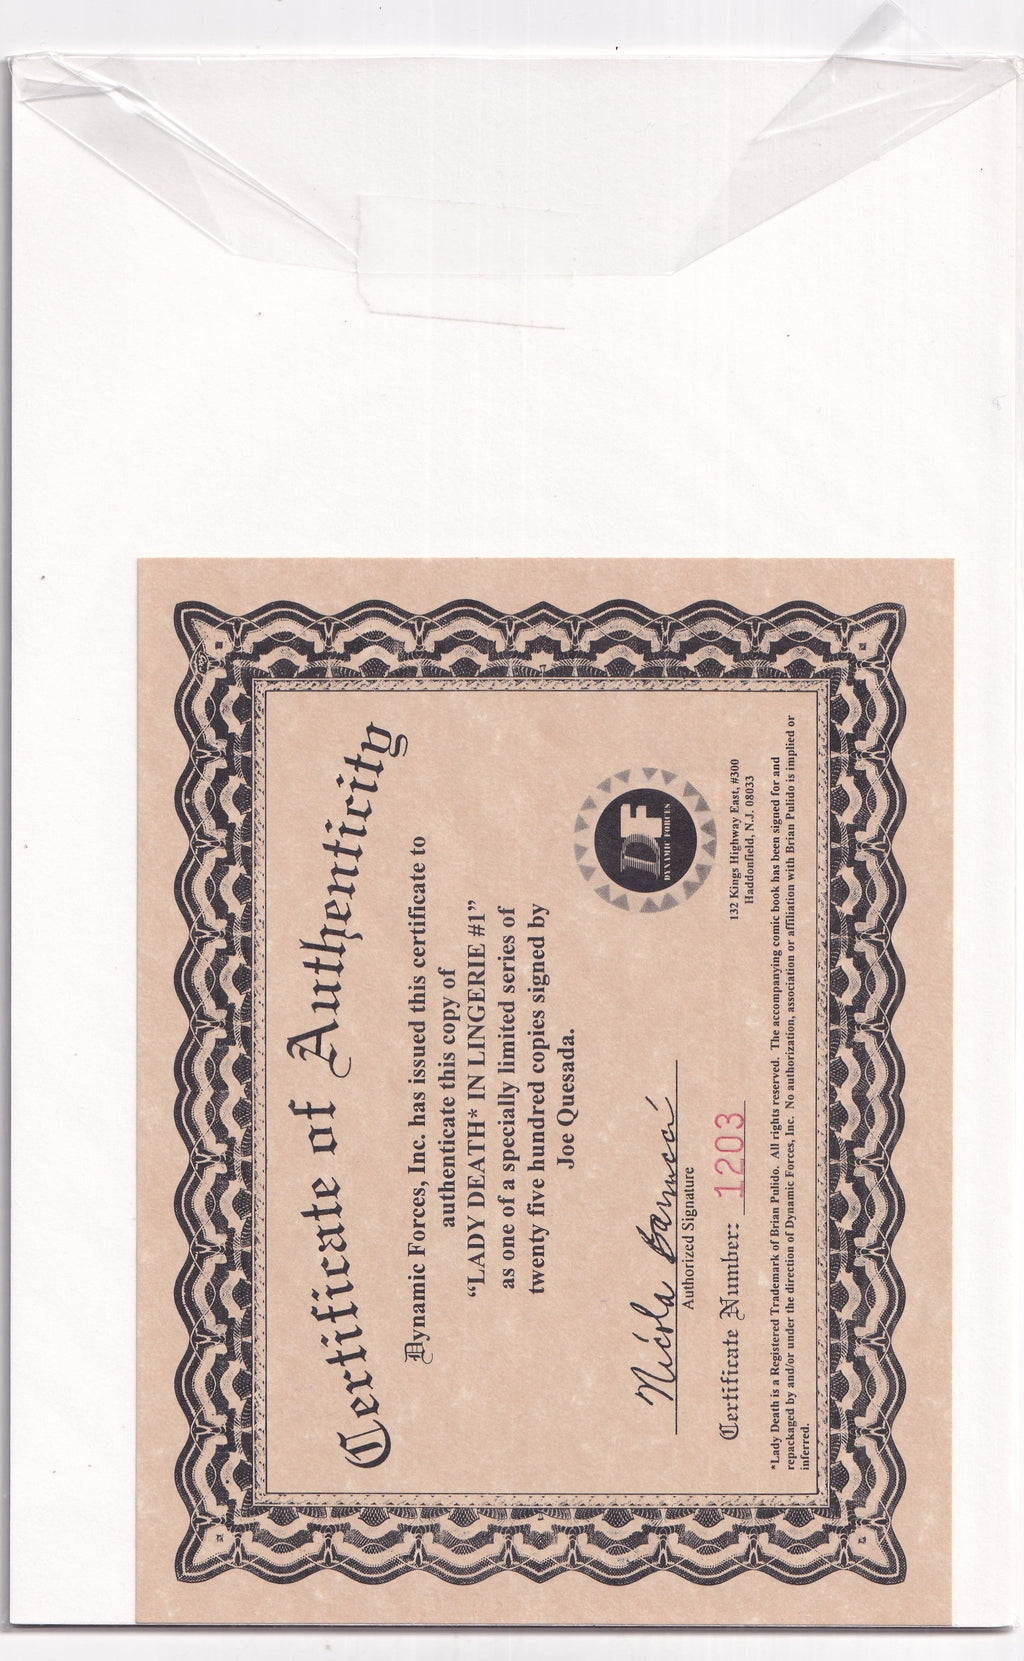 Certificate of Authenticity
Dynamic Forces, Inc. has issued this certificate to
authenticate this copy of
“LADY DEATH* IN LINGERIE #1”
as one of a specially limited series of
twenty five hundred copies signed by
Joe Quesada.
DF
DYNAMIC FORCES
Nicola
Authorized Signature
132 Kings Highway East, #300
Haddonfield, N.J. 08033
Certificate Number: 1203
*Lady Death is a Registered Trademark of Brian Pulido. All rights reserved. The accompanying comic book has been signed for and
repackaged by and/or under the direction of Dynamic Forces, Inc. No authorization, association or affiliation with Brian Pulido is implied or
inferred.